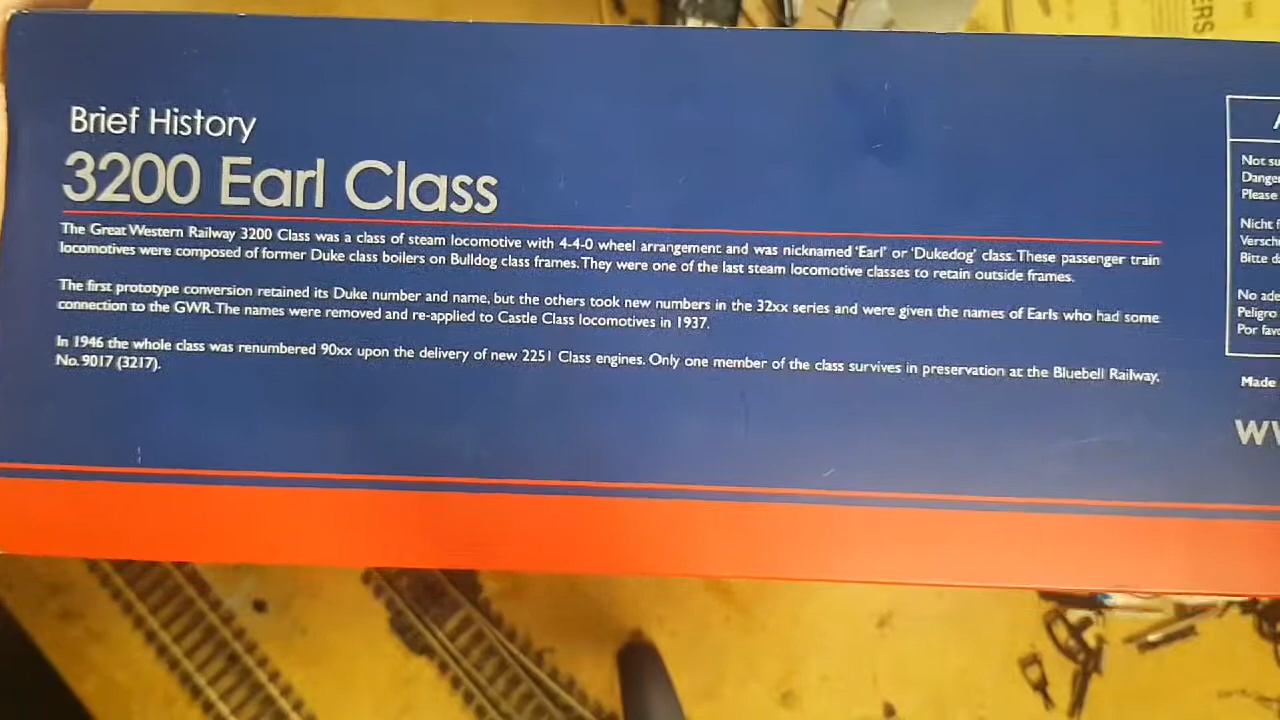 ERS
Brief History
3200 Earl Class
The Great Western Railway 3200 Class was a class of steam locomotive with 4-4-0 wheel arrangement and was nicknamed 'Earl' or 'Dukedog' class. These passenger train
locomotives were composed of former Duke class boilers on Bulldog class frames. They were one of the last steam locomotive classes to retain outside frames.
The first prototype conversion retained its Duke number and name, but the others took new numbers in the 32xx series and were given the names of Earls who had some
connection to the GWR. The names were removed and re-applied to Castle Class locomotives in 1937.
In 1946 the whole class was renumbered 90xx upon the delivery of new 2251 Class engines. Only one member of the class survives in preservation at the Bluebell Railway,
No. 9017 (3217).
Not su
Danger
Please
Nicht f
Verschl
Bitte d
No ade
Peligro
Por favo
Made